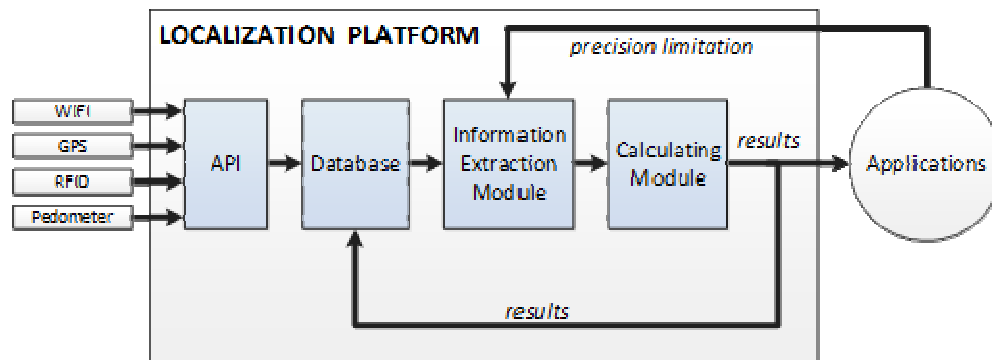 LOCALIZATION PLATFORM
precision limitation
WIFI
GPS
RFID
Pedometer
API
Database
Information
Extraction
Module
Calculating
Module
results
Applications
results